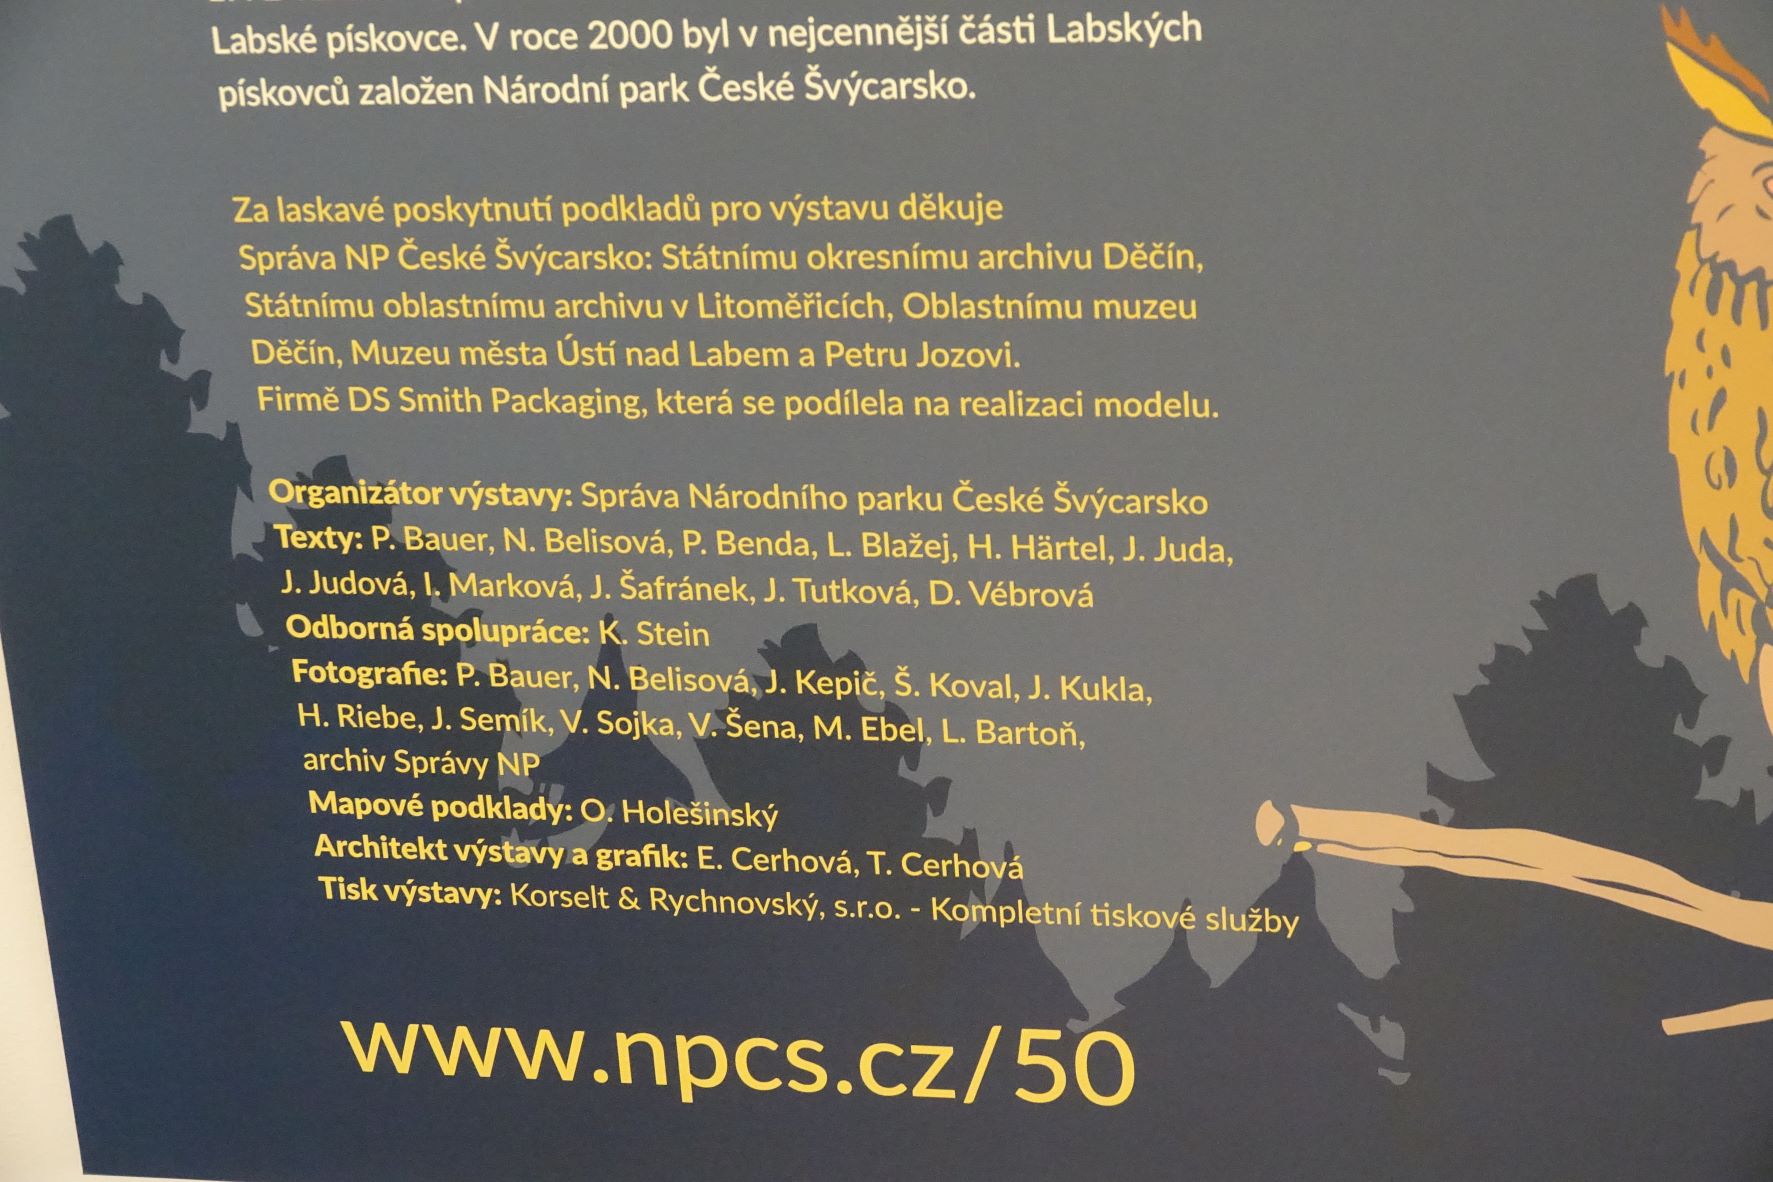 Labské pískovce. V roce 2000 byl v nejcennější části Labských
pískovců založen Národní park České Švýcarsko.
Za laskavé poskytnutí podkladů pro výstavu děkuje
Správa NP České Švýcarsko: Státnímu okresnímu archivu Děčín,
Státnímu oblastnímu archivu v Litoměřicích, Oblastnímu muzeu
Děčín, Muzeu města Ústí nad Labem a Petru Jozovi.
Firmě DS Smith Packaging, která se podílela na realizaci modelu.
Organizátor výstavy: Správa Národního parku České Švýcarsko
Texty: P. Bauer, N. Belisová, P. Benda, L. Blažej, H. Härtel, J. Juda,
J. Judová, I. Marková, J. Šafránek, J. Tutková, D. Vébrová
Odborná spolupráce: K. Stein
Fotografie: P. Bauer, N. Belisová, J. Kepič, Š. Koval, J. Kukla,
H. Riebe, J. Semík, V. Sojka, V. Šena, M. Ebel, L. Bartoň,
archiv Správy NP
Mapové podklady: O. Holešinský
Architekt výstavy a grafik: E. Cerhová, T. Cerhová
Tisk výstavy: Korselt & Rychnovský, s.r.o. - Kompletní tiskové služby
www.npcs.cz/50